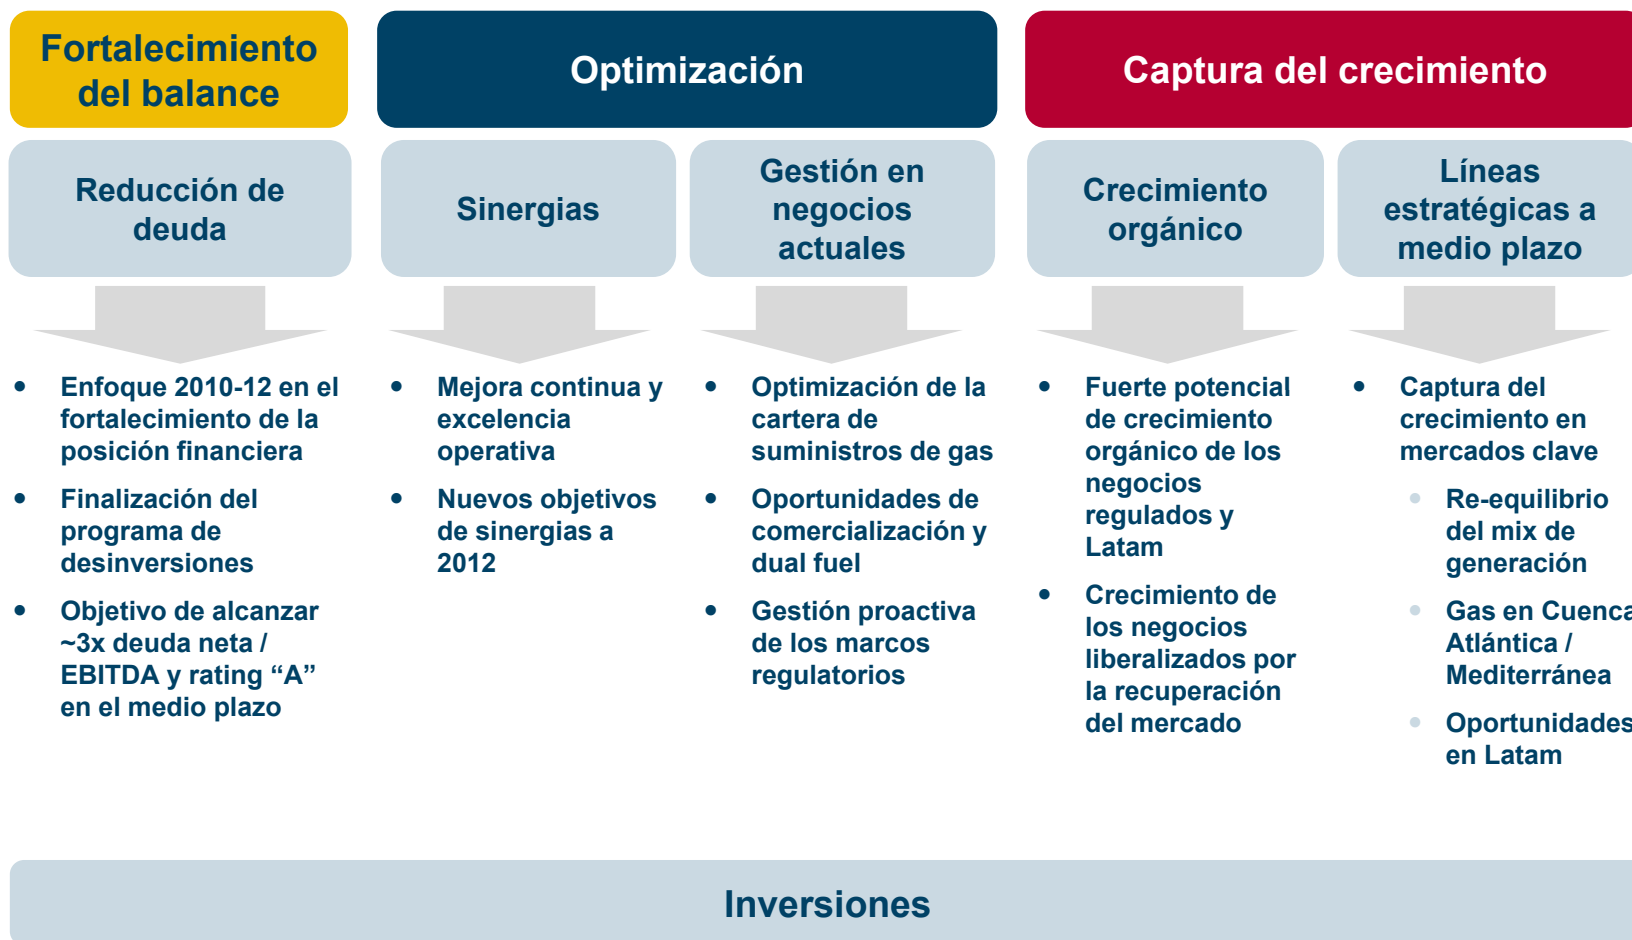 Fortalecimiento
del balance
Optimización
Captura del crecimiento
Reducción de
deuda
Sinergias
Gestión en
negocios
actuales
Crecimiento
orgánico
Líneas
estratégicas a
medio plazo
• Enfoque 2010-12 en el
fortalecimiento de la
posición financiera
• Finalización del
programa de
desinversiones
• Objetivo de alcanzar
~3x deuda neta /
EBITDA y rating “A”
en el medio plazo
• Mejora continua y
excelencia
operativa
• Nuevos objetivos
de sinergias a
2012
• Optimización de la
cartera de
suministros de gas
• Oportunidades de
comercialización y
dual fuel
• Gestión proactiva
de los marcos
regulatorios
• Fuerte potencial
de crecimiento
orgánico de los
negocios
regulados y
Latam
• Crecimiento de
los negocios
liberalizados por
la recuperación
del mercado
• Captura del
crecimiento en
mercados clave
• Re-equilibrio
del mix de
generación
• Gas en Cuenca
Atlántica /
Mediterránea
• Oportunidades
en Latam
Inversiones